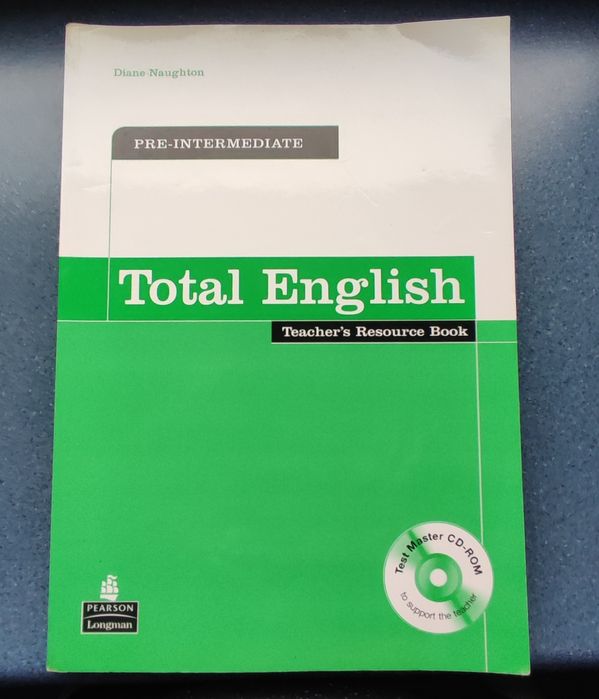 Diane Naughton
PRE-INTERMEDIATE
Total English
Teacher's Resource Book
Test Master CD-ROM
to support the teacher
PEARSON
Longman